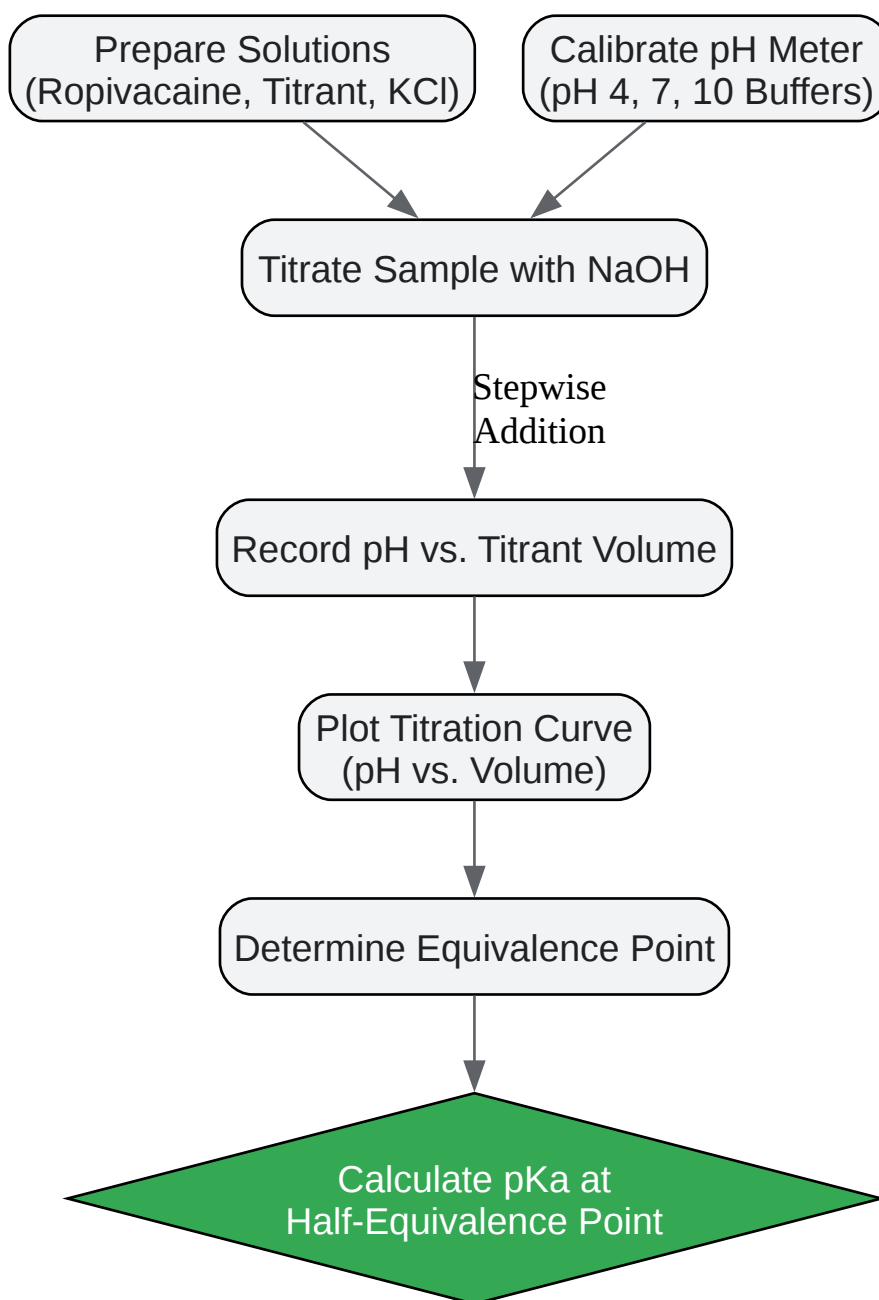 Prepare Solutions
(Ropivacaine, Titrant, KCl)
Calibrate pH Meter
(pH 4, 7, 10 Buffers)
Titrate Sample with NaOH
Stepwise
Addition
Record pH vs. Titrant Volume
Plot Titration Curve
(pH vs. Volume)
Determine Equivalence Point
Calculate pKa at
Half-Equivalence Point